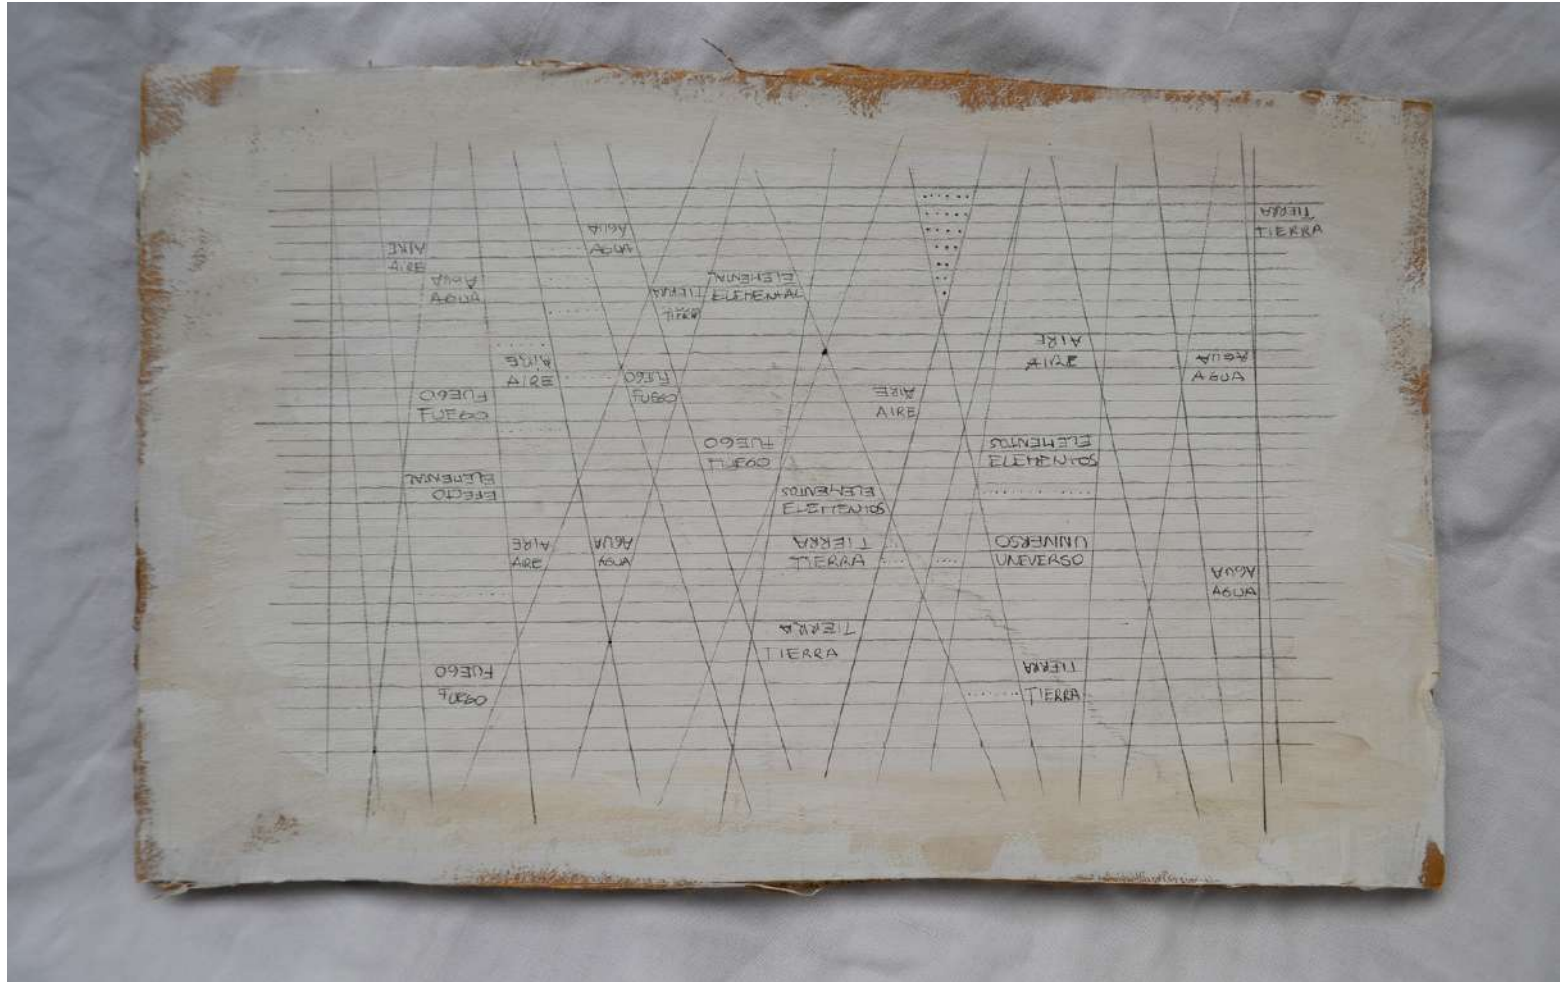 TIERRA
TIERRA
AGUA
AGUA
AIRE
AIRE
AGUA
AGUA
ELEMENTAL
ELEMENTAL
TIERRA
TIERRA
AIRE
AIRE
AGUA
AGUA
AIRE
AIRE
FUEGO
FUEGO
FUEGO
FUEGO
AIRE
AIRE
FUEGO
FUEGO
ELEMENTOS
ELEMENTOS
ELEMENTAL
EFECTO
ELEMENTOS
ELEMENTOS
AIRE
AIRE
AGUA
AGUA
TIERRA
TIERRA
UNIVERSO
UNEVERSO
AGUA
AGUA
TIERRA
TIERRA
FUEGO
FUEGO
TIERRA
TIERRA